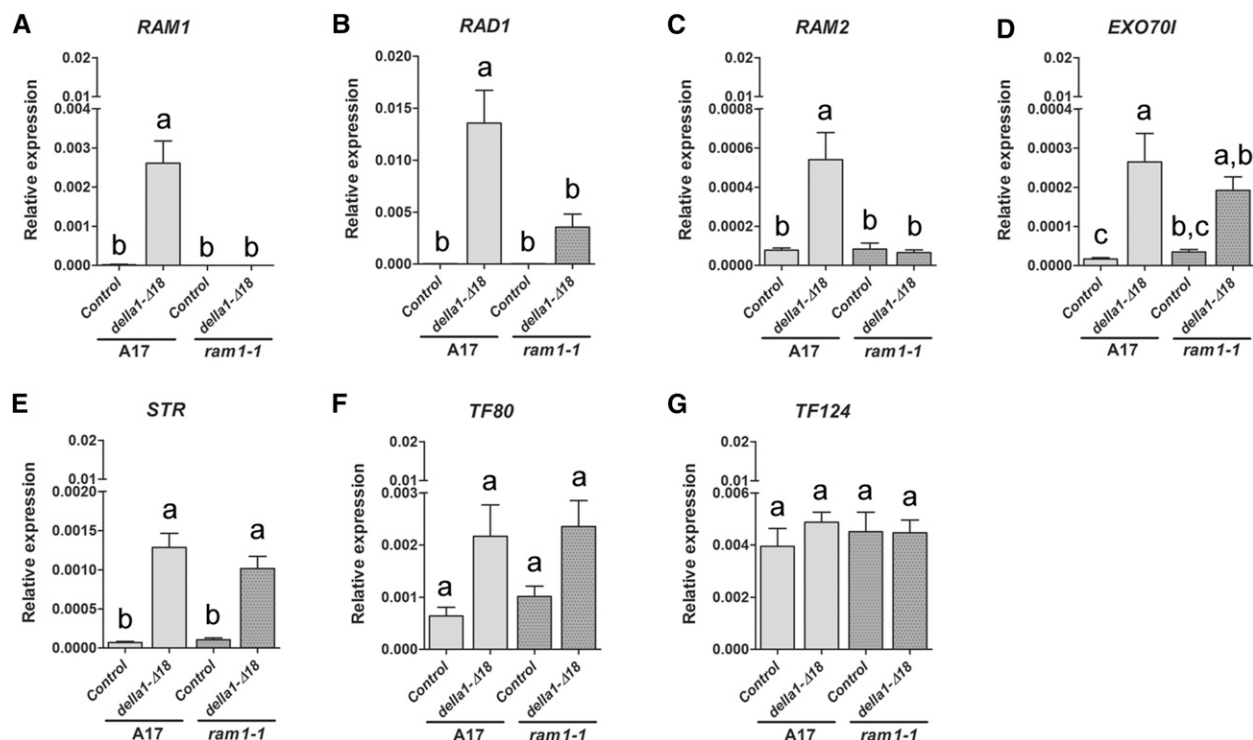 A
RAM1
Relative expression
0.02
0.01
0.004
0.003
0.002
0.001
0.000
b
a
b
b
Control
della1-Δ18
Control
della1-Δ18
A17
ram1-1
B
RAD1
Relative expression
0.020
0.015
0.010
0.005
0.000
b
a
b
b
Control
della1-Δ18
Control
della1-Δ18
A17
ram1-1
C
RAM2
Relative expression
0.02
0.01
0.0008
0.0006
0.0004
0.0002
0.0000
b
a
b
b
Control
della1-Δ18
Control
della1-Δ18
A17
ram1-1
D
EXO70I
Relative expression
0.02
0.01
0.0004
0.0003
0.0002
0.0001
0.0000
c
a
b,c
a,b
Control
della1-Δ18
Control
della1-Δ18
A17
ram1-1
E
STR
Relative expression
0.02
0.01
0.0020
0.0015
0.0010
0.0005
0.0000
b
a
b
a
Control
della1-Δ18
Control
della1-Δ18
A17
ram1-1
F
TF80
Relative expression
0.02
0.01
0.003
0.002
0.001
0.000
a
a
a
a
Control
della1-Δ18
Control
della1-Δ18
A17
ram1-1
G
TF124
Relative expression
0.02
0.01
0.006
0.004
0.002
0.000
a
a
a
a
Control
della1-Δ18
Control
della1-Δ18
A17
ram1-1